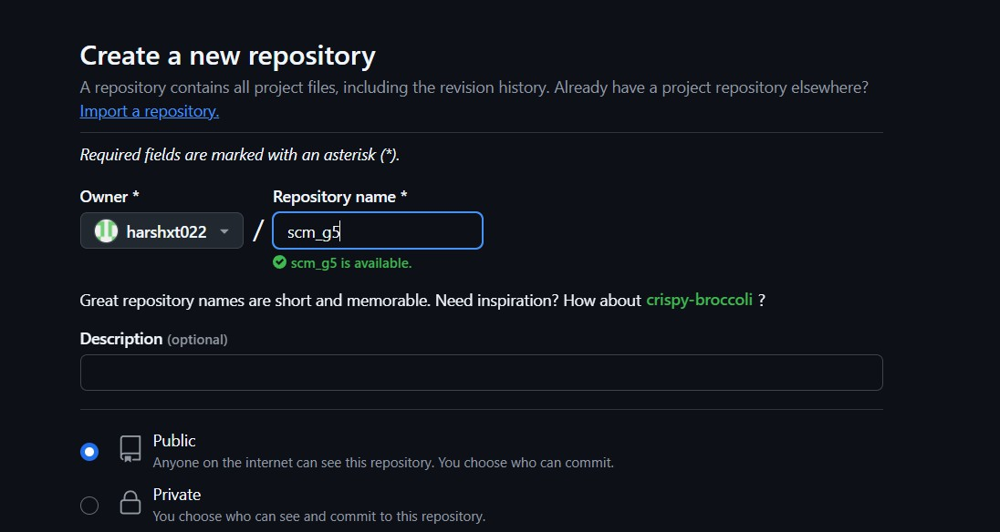 Create a new repository
A repository contains all project files, including the revision history. Already have a project repository elsewhere?
Import a repository.
Required fields are marked with an asterisk (*).
Owner *
Repository name *
harshxt022 / scm_g5
scm_g5 is available.
Great repository names are short and memorable. Need inspiration? How about crispy-broccoli ?
Description (optional)
Public
Anyone on the internet can see this repository. You choose who can commit.
Private
You choose who can see and commit to this repository.